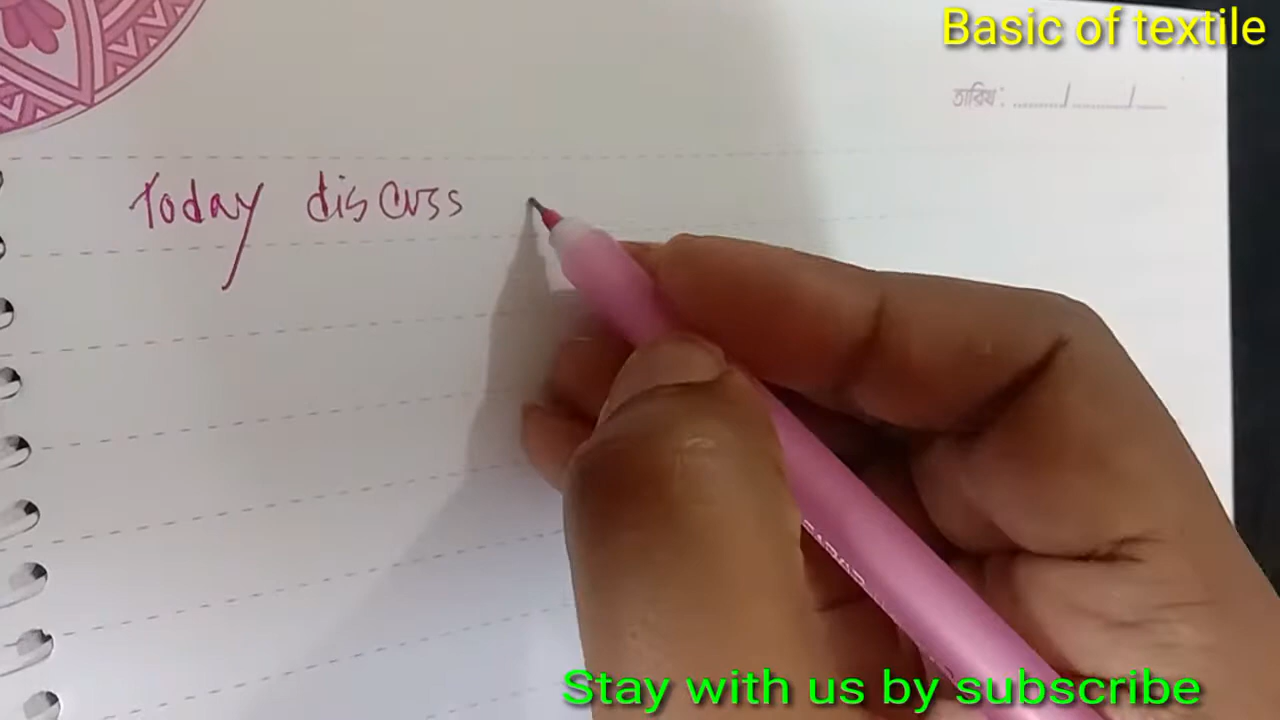 Basic of textile
তারিখ: ....../......./.....
Today discuss
Stay with us by subscribe